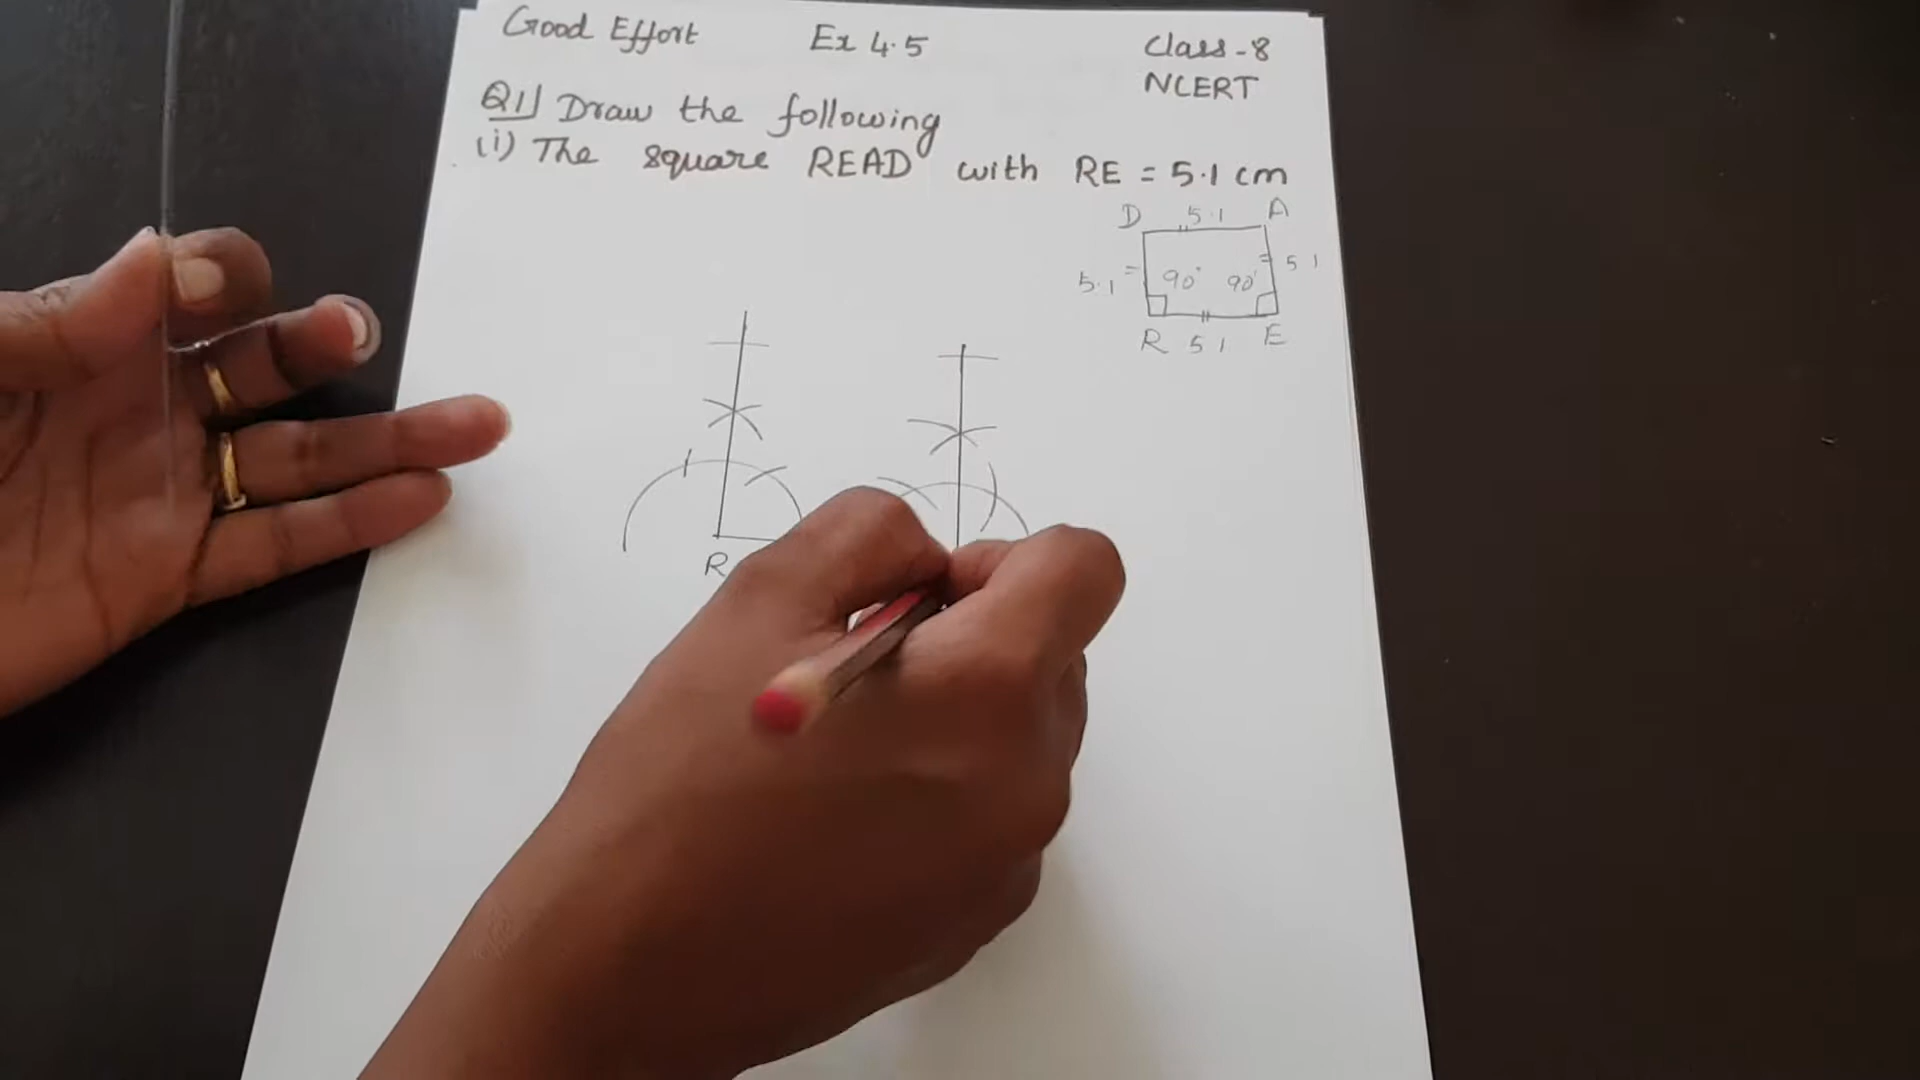 Good Effort Ex 4.5 Class-8
NCERT
Q1) Draw the following
(i) The square READ with RE = 5.1 cm
D 5.1 A
5.1 90° 90° 5.1
R 5.1 E
R